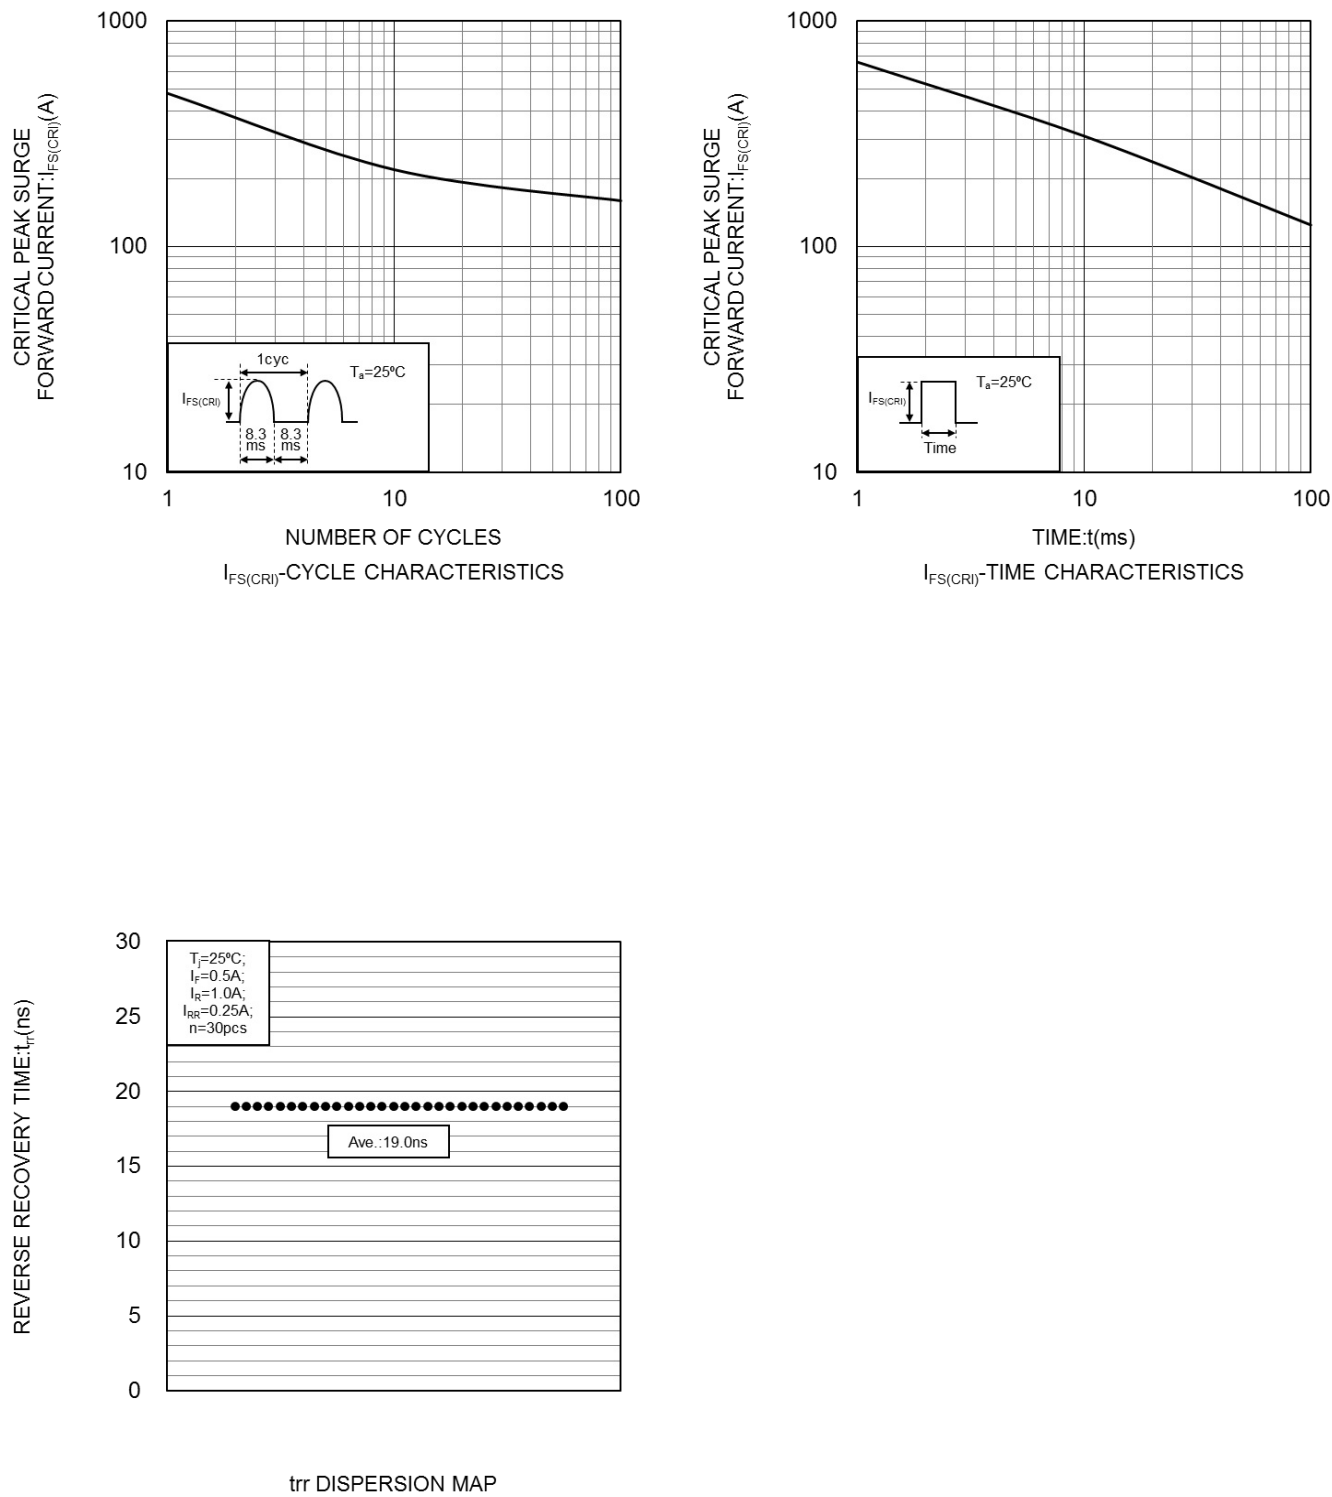 CRITICAL PEAK SURGE
FORWARD CURRENT:IFS(CRI)(A)
1000
100
10
1
10
100
1cyc
Ta=25ºC
IFS(CRI)
8.3
ms
8.3
ms
NUMBER OF CYCLES
IFS(CRI)-CYCLE CHARACTERISTICS
CRITICAL PEAK SURGE
FORWARD CURRENT:IFS(CRI)(A)
1000
100
10
1
10
100
Ta=25ºC
IFS(CRI)
Time
TIME:t(ms)
IFS(CRI)-TIME CHARACTERISTICS
REVERSE RECOVERY TIME:trr(ns)
30
25
20
15
10
5
0
Tj=25ºC;
IF=0.5A;
IR=1.0A;
IRR=0.25A;
n=30pcs
Ave.:19.0ns
trr DISPERSION MAP